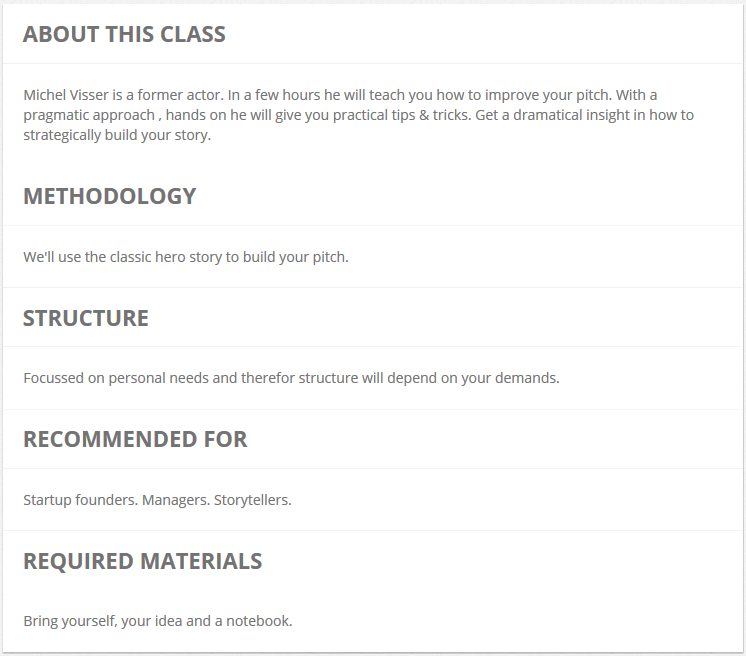 ABOUT THIS CLASS
Michel Visser is a former actor. In a few hours he will teach you how to improve your pitch. With a
pragmatic approach , hands on he will give you practical tips & tricks. Get a dramatical insight in how to
strategically build your story.
METHODOLOGY
We'll use the classic hero story to build your pitch.
STRUCTURE
Focussed on personal needs and therefor structure will depend on your demands.
RECOMMENDED FOR
Startup founders. Managers. Storytellers.
REQUIRED MATERIALS
Bring yourself, your idea and a notebook.